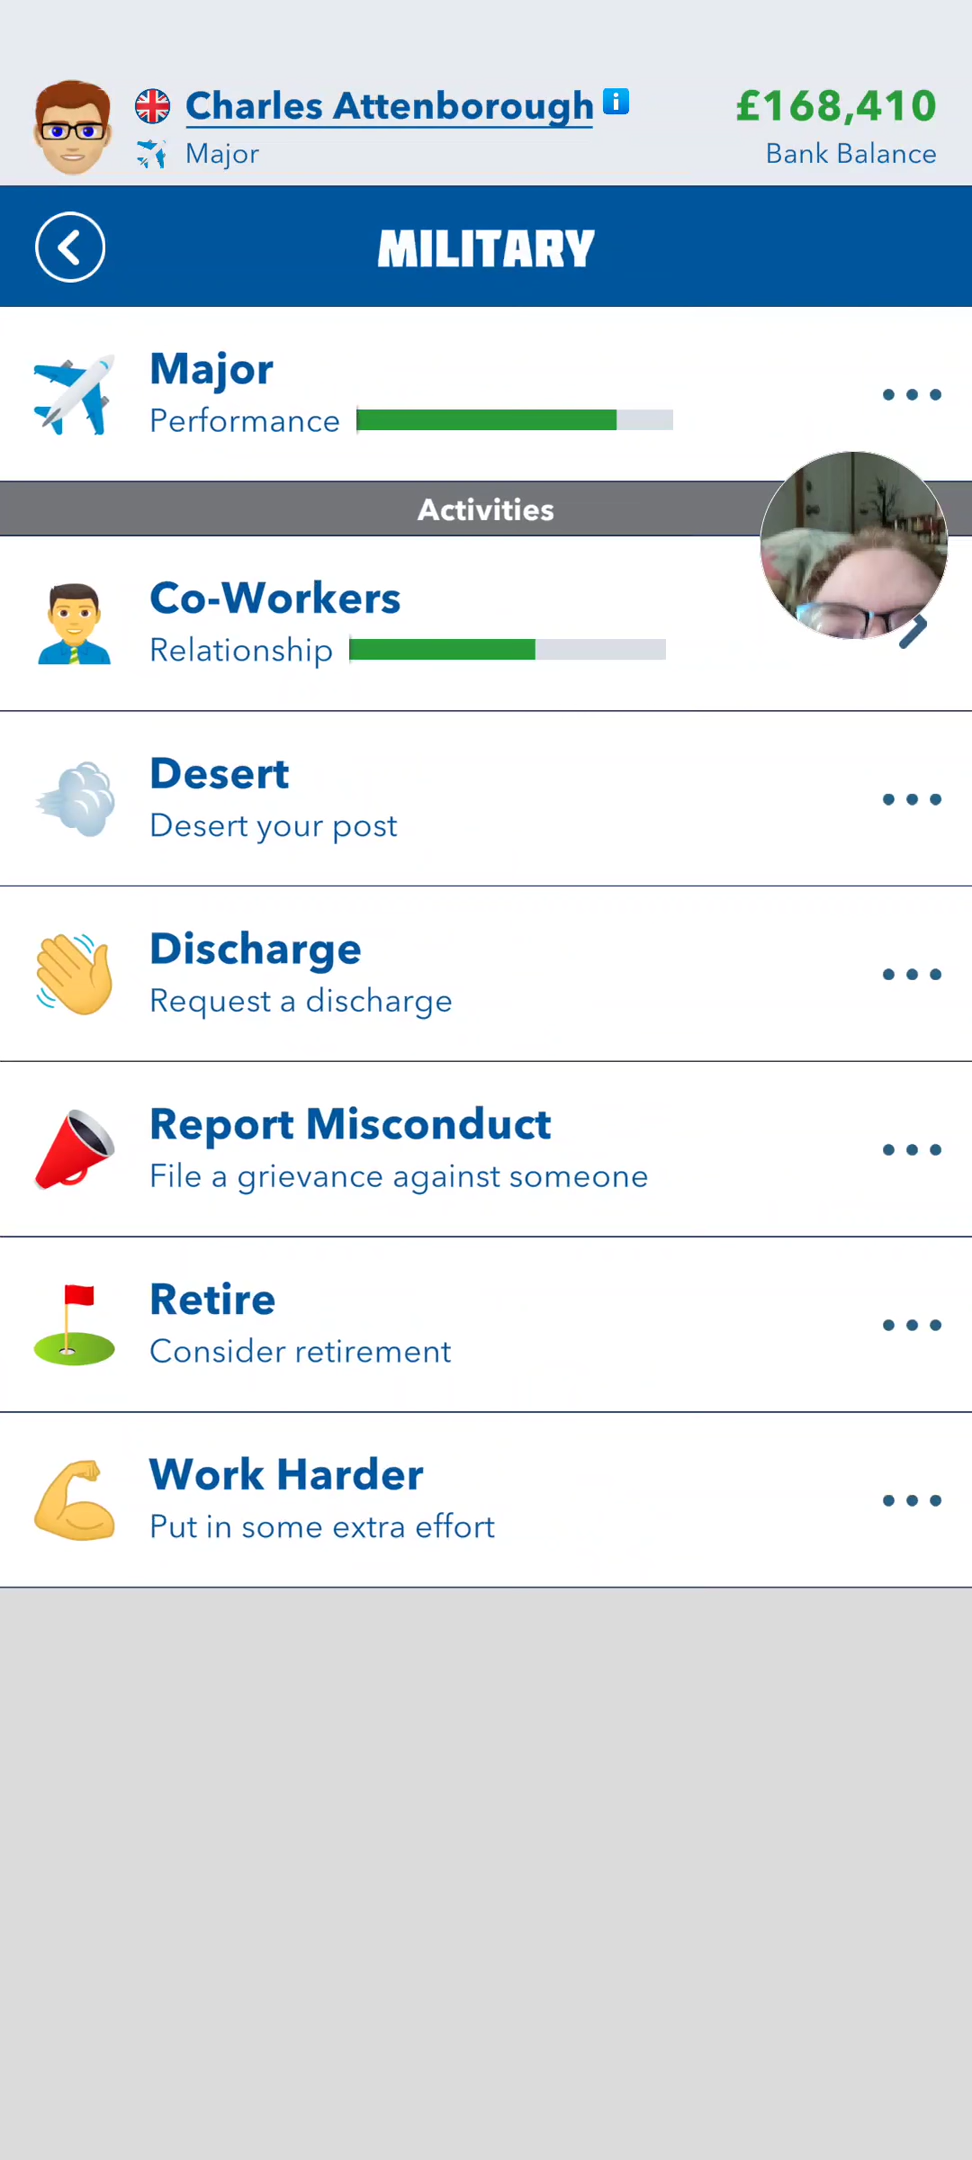 Charles Attenborough
£168,410
Major
Bank Balance
MILITARY
Major
Performance
Activities
Co-Workers
Relationship
Desert
Desert your post
Discharge
Request a discharge
Report Misconduct
File a grievance against someone
Retire
Consider retirement
Work Harder
Put in some extra effort